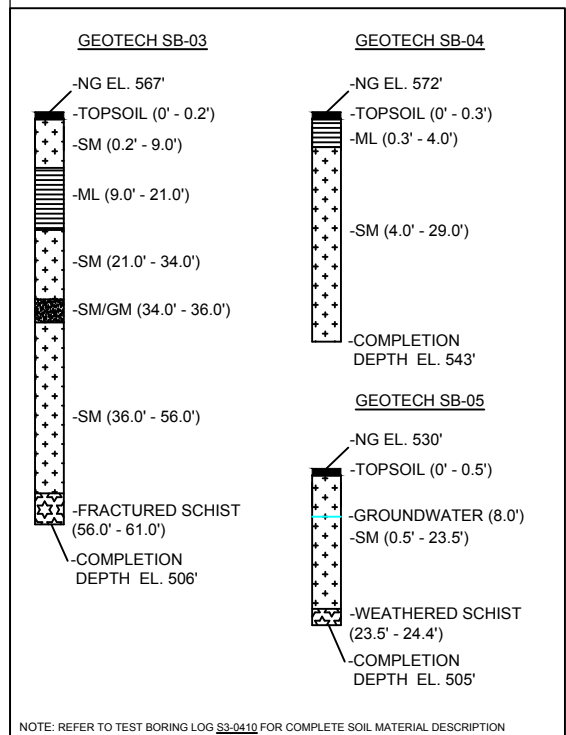 GEOTECH SB-03
-NG EL. 567'
-TOPSOIL (0' - 0.2')
-SM (0.2' - 9.0')
-ML (9.0' - 21.0')
-SM (21.0' - 34.0')
-SM/GM (34.0' - 36.0')
-SM (36.0' - 56.0')
-FRACTURED SCHIST
(56.0' - 61.0')
-COMPLETION
DEPTH EL. 506'
GEOTECH SB-04
-NG EL. 572'
-TOPSOIL (0' - 0.3')
-ML (0.3' - 4.0')
-SM (4.0' - 29.0')
-COMPLETION
DEPTH EL. 543'
GEOTECH SB-05
-NG EL. 530'
-TOPSOIL (0' - 0.5')
-GROUNDWATER (8.0')
-SM (0.5' - 23.5')
-WEATHERED SCHIST
(23.5' - 24.4')
-COMPLETION
DEPTH EL. 505'
NOTE: REFER TO TEST BORING LOG S3-0410 FOR COMPLETE SOIL MATERIAL DESCRIPTION